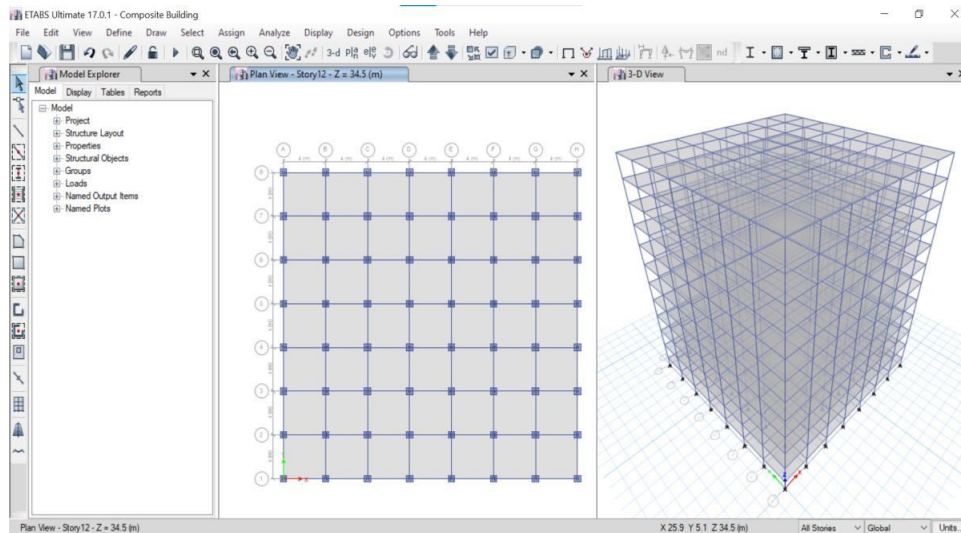 ETABS Ultimate 17.0.1 - Composite Building
File Edit View Define Draw Select Assign Analyze Display Design Options Tools Help
3-d nd
Model Explorer
Model Display Tables Reports
Model
Project
Structure Layout
Properties
Structural Objects
Groups
Loads
Named Output Items
Named Plots
Plan View - Story12 - Z = 34.5 (m)
A B C D E F G H
8
7
6
5
4
3
2
1
X
3-D View
Plan View - Story12 - Z = 34.5 (m)
X 25.9 Y 5.1 Z 34.5 (m)
All Stories
Global
Units...